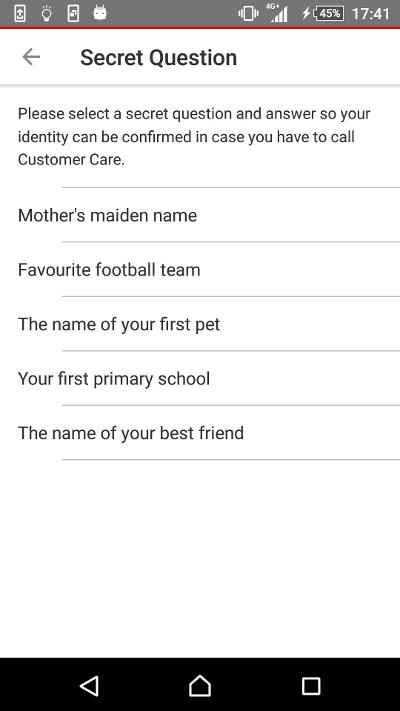 4G+ 45% 17:41
Secret Question
Please select a secret question and answer so your
identity can be confirmed in case you have to call
Customer Care.
Mother's maiden name
Favourite football team
The name of your first pet
Your first primary school
The name of your best friend